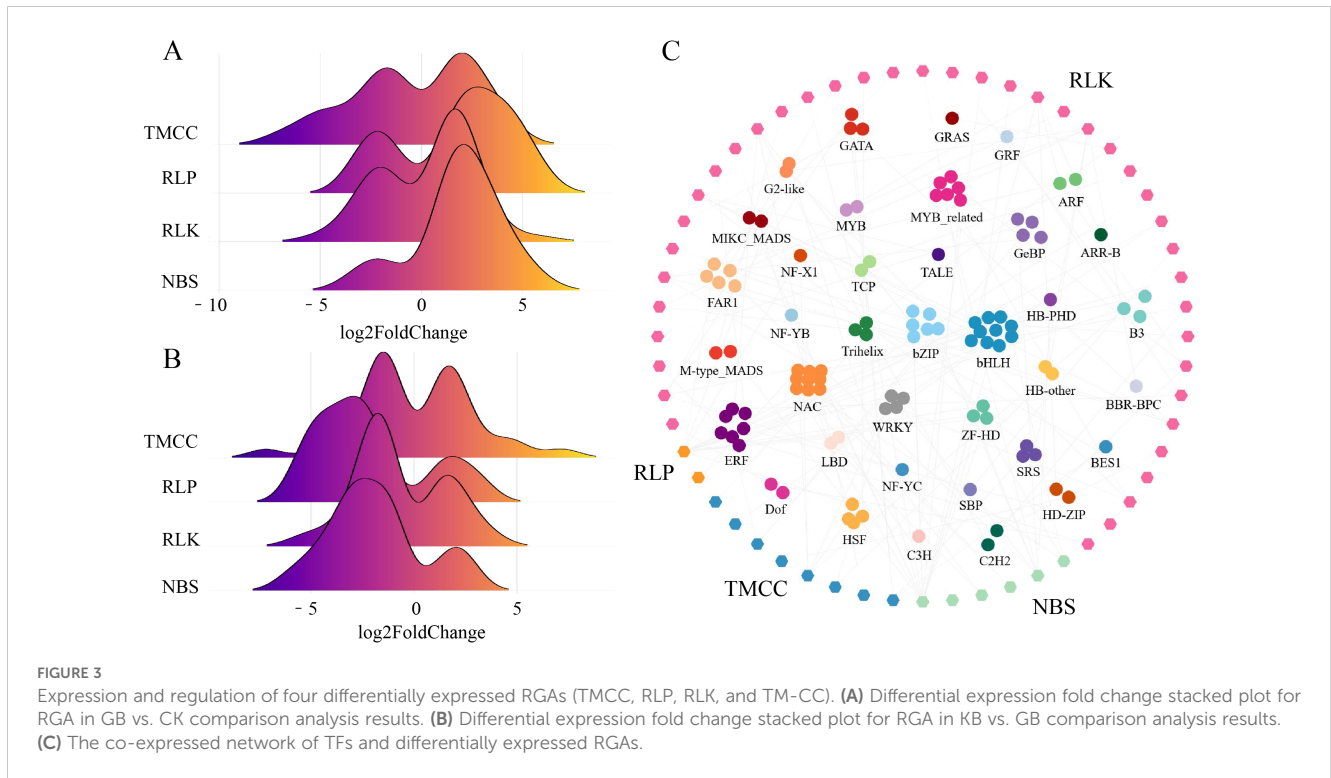 A
TMCC
RLP
RLK
NBS
- 10
-5
0
5
log2FoldChange
B
TMCC
RLP
RLK
NBS
- 5
0
5
log2FoldChange
C
RLK
GATA
GRAS
GRF
G2-like
MYB
MYB_related
ARF
MIKC_MADS
NF-X1
TCP
TALE
GeBP
ARR-B
FAR1
NF-YB
Trihelix
bZIP
bHLH
HB-PHD
B3
M-type_MADS
NAC
WRKY
HB-other
BBR-BPC
ERF
LBD
ZF-HD
RLP
NF-YC
SRS
BES1
Dof
HSF
SBP
HD-ZIP
C3H
C2H2
TMCC
NBS
FIGURE 3
Expression and regulation of four differentially expressed RGAs (TMCC, RLP, RLK, and TM-CC). (A) Differential expression fold change stacked plot for
RGA in GB vs. CK comparison analysis results. (B) Differential expression fold change stacked plot for RGA in KB vs. GB comparison analysis results.
(C) The co-expressed network of TFs and differentially expressed RGAs.